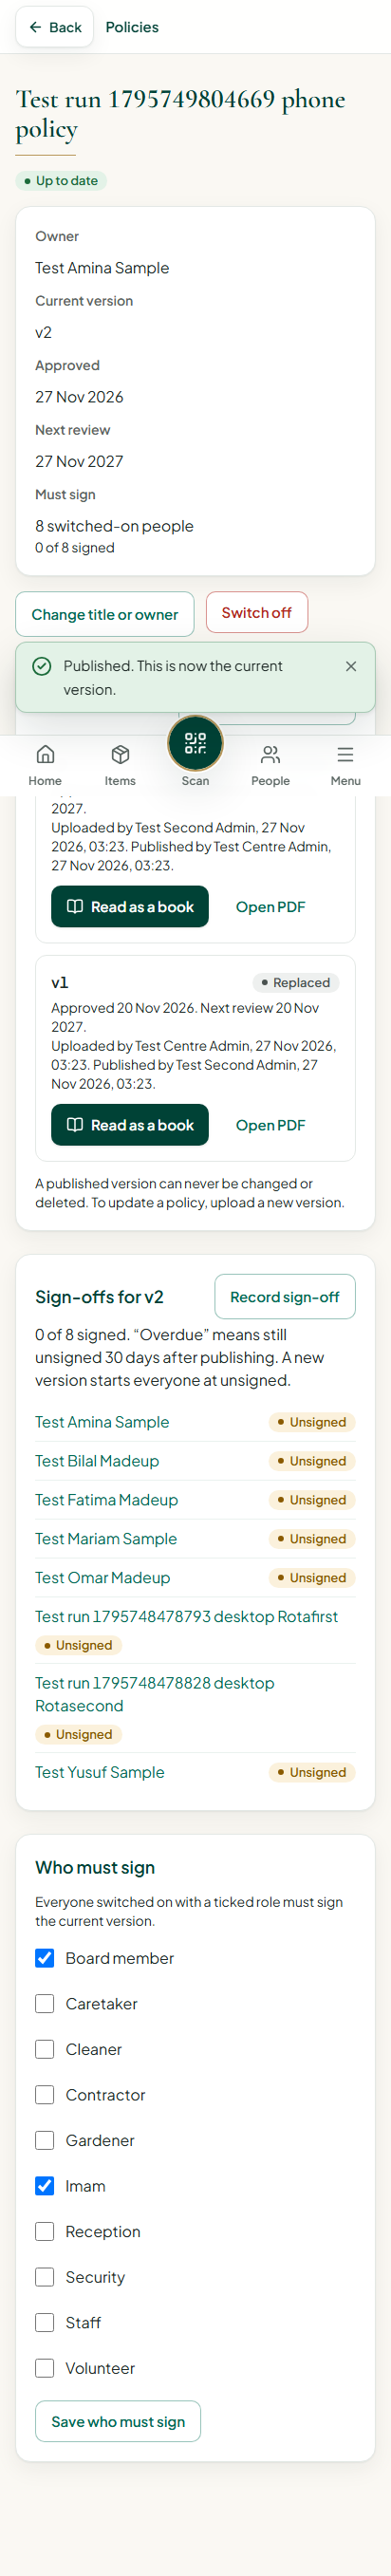 Back
Policies
Test run 1795749804669 phone
policy
Up to date
Owner
Test Amina Sample
Current version
v2
Approved
27 Nov 2026
Next review
27 Nov 2027
Must sign
8 switched-on people
0 of 8 signed
Change title or owner
Switch off
Published. This is now the current
version.
Home
Items
Scan
People
Menu
2027.
Uploaded by Test Second Admin, 27 Nov
2026, 03:23. Published by Test Centre Admin,
27 Nov 2026, 03:23.
Read as a book
Open PDF
v1
Replaced
Approved 20 Nov 2026. Next review 20 Nov
2027.
Uploaded by Test Centre Admin, 27 Nov 2026,
03:23. Published by Test Second Admin, 27
Nov 2026, 03:23.
Read as a book
Open PDF
A published version can never be changed or
deleted. To update a policy, upload a new version.
Sign-offs for v2
Record sign-off
0 of 8 signed. “Overdue” means still
unsigned 30 days after publishing. A new
version starts everyone at unsigned.
Test Amina Sample
Unsigned
Test Bilal Madeup
Unsigned
Test Fatima Madeup
Unsigned
Test Mariam Sample
Unsigned
Test Omar Madeup
Unsigned
Test run 1795748478793 desktop Rotafirst
Unsigned
Test run 1795748478828 desktop
Rotasecond
Unsigned
Test Yusuf Sample
Unsigned
Who must sign
Everyone switched on with a ticked role must sign
the current version.
Board member
Caretaker
Cleaner
Contractor
Gardener
Imam
Reception
Security
Staff
Volunteer
Save who must sign